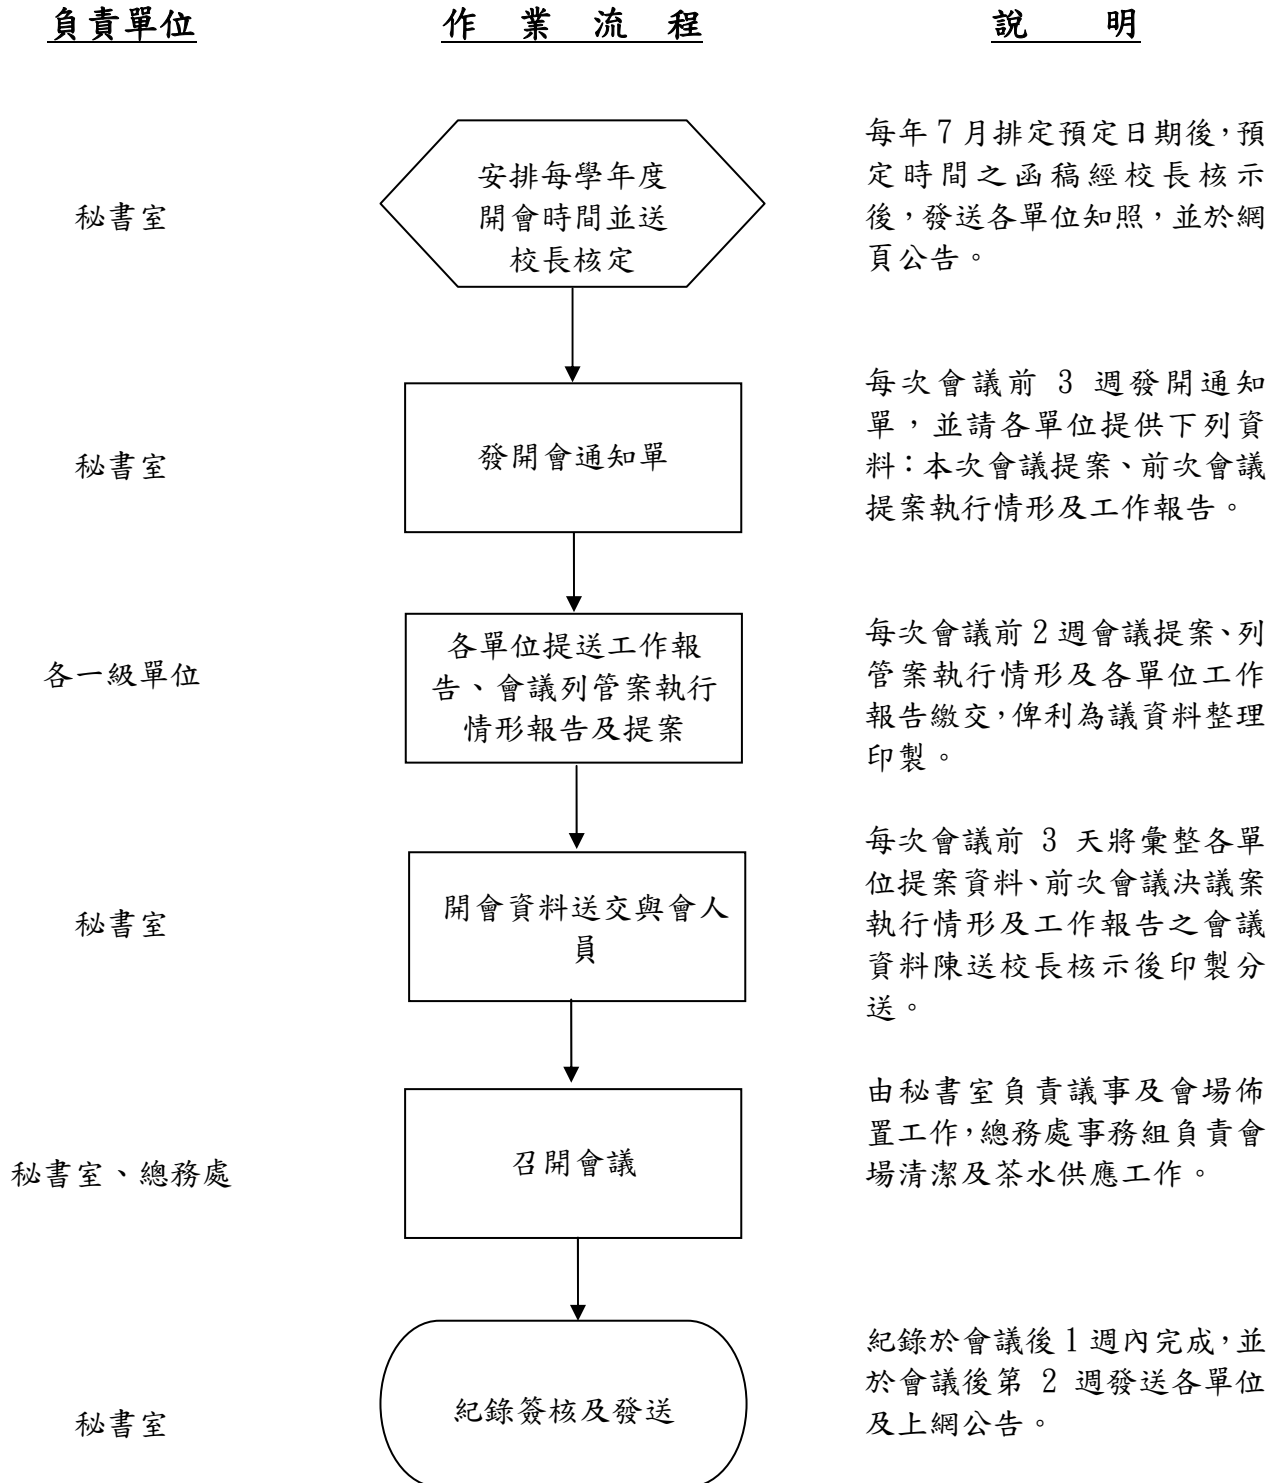 負責單位
作業流程
說明
秘書室
安排每學年度
開會時間並送
校長核定
每年7月排定預定日期後，預
定時間之函稿經校長核示
後，發送各單位知照，並於網
頁公告。
秘書室
發開會通知單
每次會議前 3 週發開通知
單，並請各單位提供下列資
料：本次會議提案、前次會議
提案執行情形及工作報告。
各一級單位
各單位提送工作報
告、會議列管案執行
情形報告及提案
每次會議前2週會議提案、列
管案執行情形及各單位工作
報告繳交，俾利為議資料整理
印製。
秘書室
開會資料送交與會人
員
每次會議前 3 天將彙整各單
位提案資料、前次會議決議案
執行情形及工作報告之會議
資料陳送校長核示後印製分
送。
秘書室、總務處
召開會議
由秘書室負責議事及會場佈
置工作，總務處事務組負責會
場清潔及茶水供應工作。
秘書室
紀錄簽核及發送
紀錄於會議後1週內完成，並
於會議後第 2 週發送各單位
及上網公告。